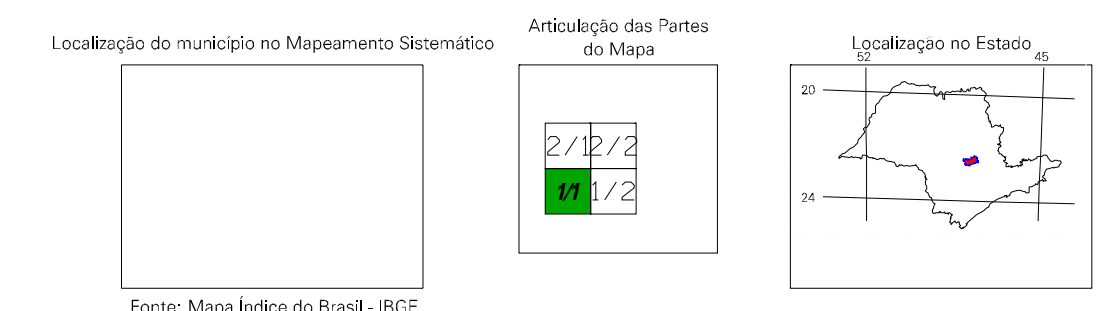 Localização do município no Mapeamento Sistemático
Fonte: Mapa Índice do Brasil - IBGE
Articulação das Partes
do Mapa
2/1 2/2
1/1 1/2
Localização no Estado
52 45
20
24